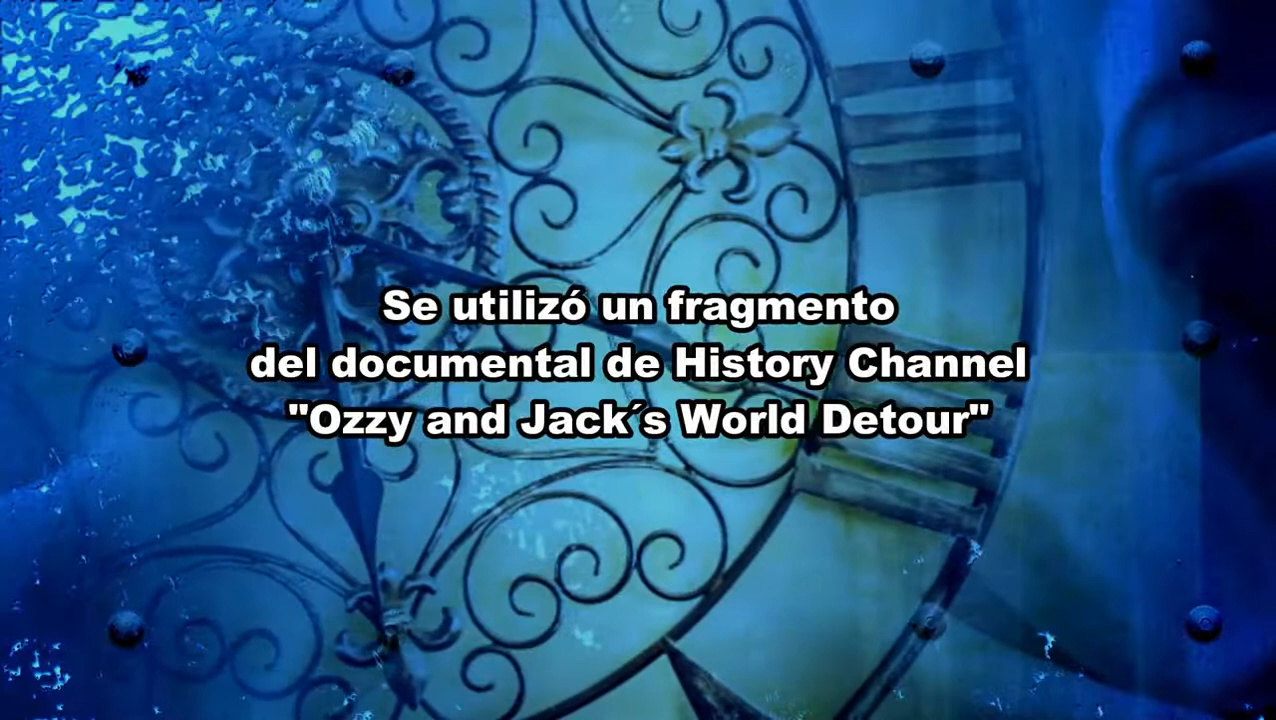 Se utilizó un fragmento
del documental de History Channel
"Ozzy and Jack´s World Detour"